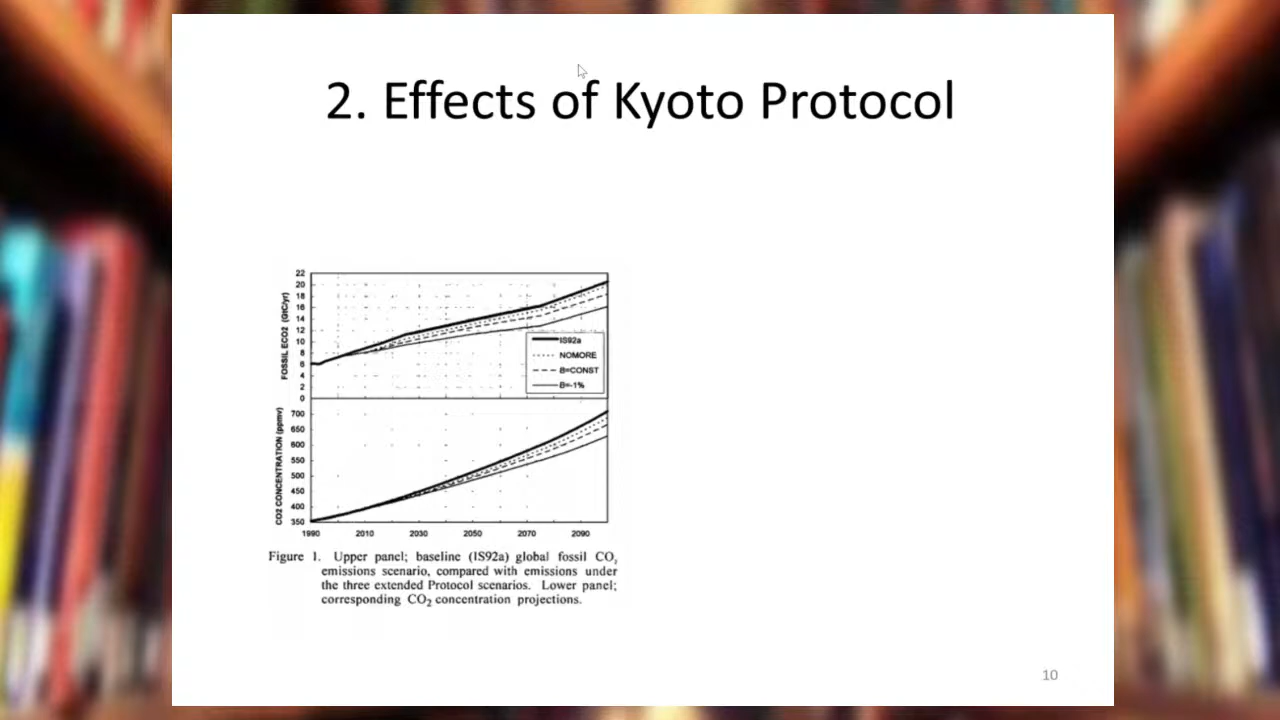 2. Effects of Kyoto Protocol
22
20
18
16
14
12
10
8
6
4
2
0
FOSSIL ECO2 (GtC/yr)
IS92a
NOMORE
B=CONST
B=-1%
700
650
600
550
500
450
400
350
CO2 CONCENTRATION (ppmv)
1990 2010 2030 2050 2070 2090
Figure 1. Upper panel; baseline (IS92a) global fossil CO₂
emissions scenario, compared with emissions under
the three extended Protocol scenarios. Lower panel;
corresponding CO₂ concentration projections.
10